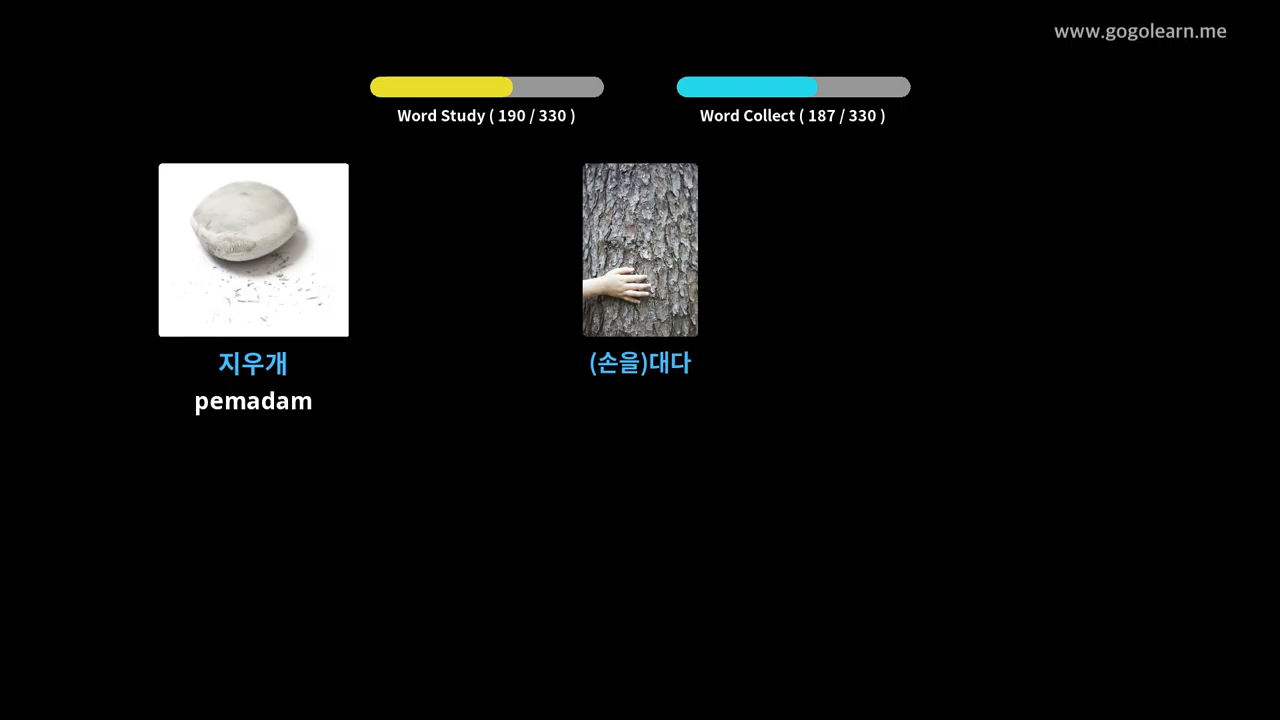 www.gogolearn.me
Word Study ( 190 / 330 )
Word Collect ( 187 / 330 )
지우개
pemadam
(손을)대다